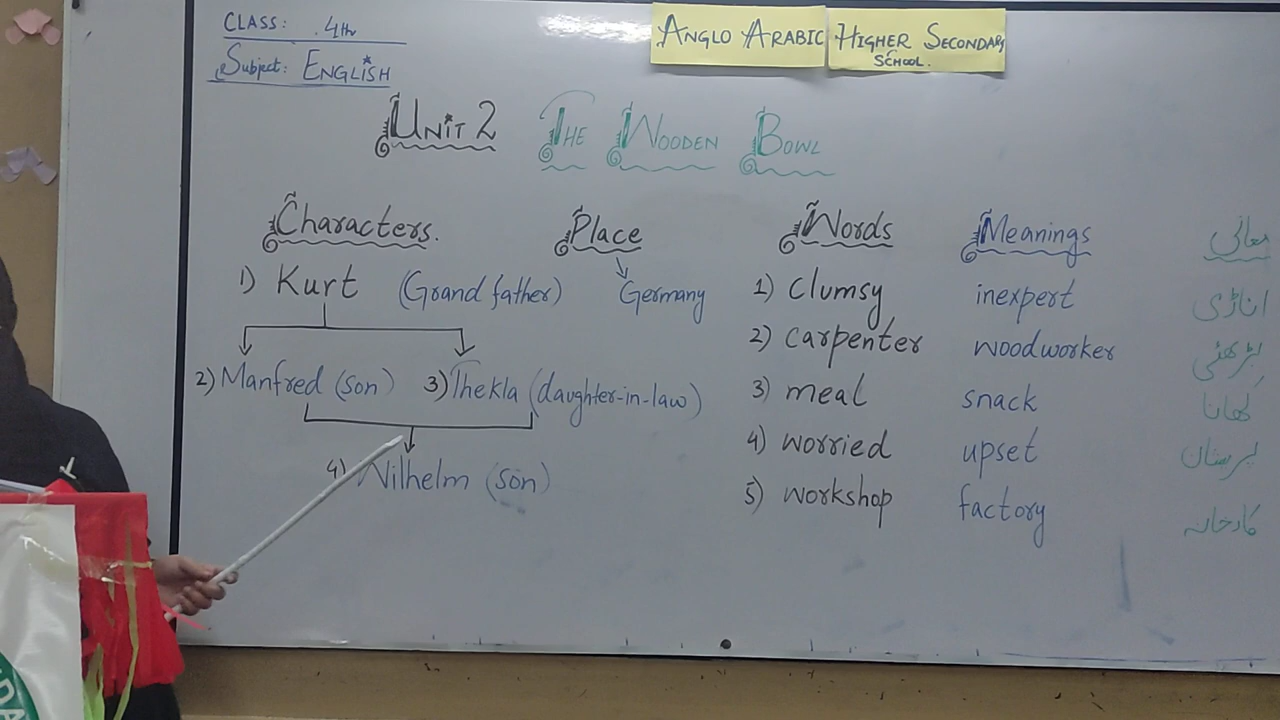 CLASS: 4th
Subject: ENGLISH
ANGLO ARABIC HIGHER SECONDARY
SCHOOL.
UNIT 2 THE WOODEN BOWL
Characters. Place Words Meanings معانی
1) Kurt (Grand father) Germany 1) Clumsy inexpert اناڑی
2) carpenter woodworker بڑھئی
2) Manfred (son) 3) Thekla (daughter-in-law) 3) meal snack کھانا
4) worried upset پریشان
4) Wilhelm (son) 5) workshop factory کارخانہ